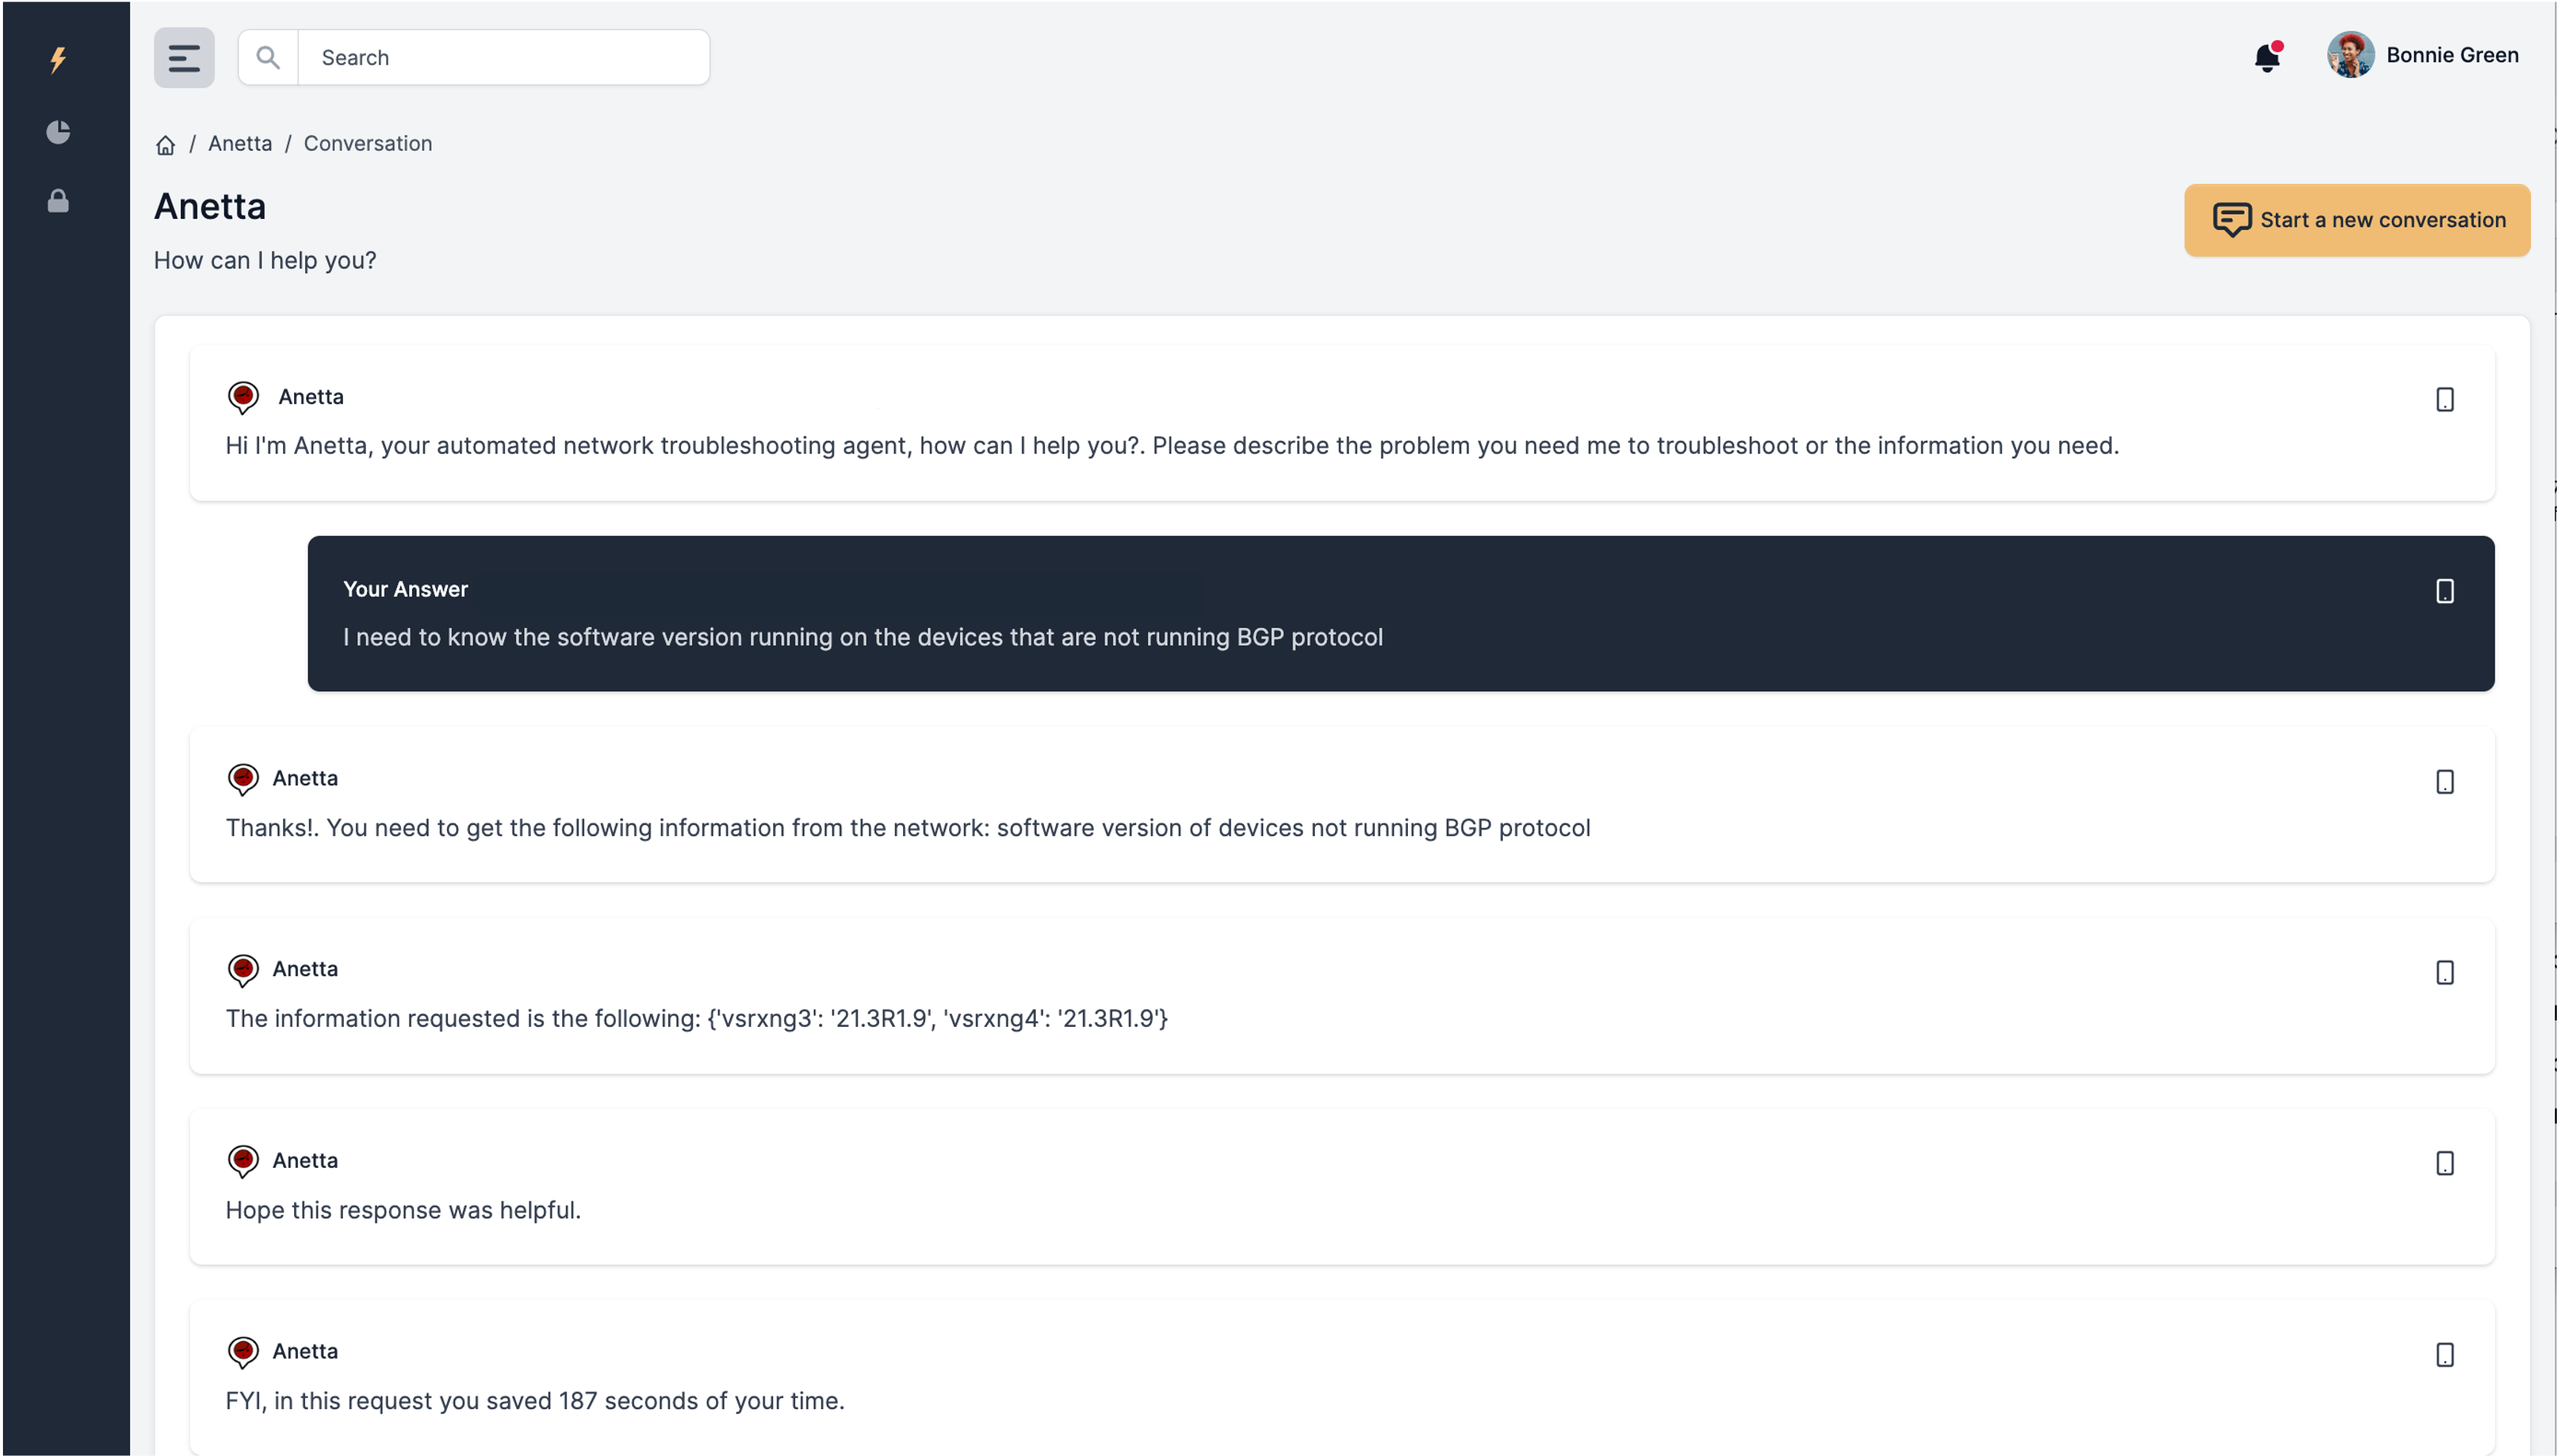 Search
Bonnie Green
/ Anetta / Conversation
Anetta
Start a new conversation
How can I help you?
Anetta
Hi I'm Anetta, your automated network troubleshooting agent, how can I help you?. Please describe the problem you need me to troubleshoot or the information you need.
Your Answer
I need to know the software version running on the devices that are not running BGP protocol
Anetta
Thanks!. You need to get the following information from the network: software version of devices not running BGP protocol
Anetta
The information requested is the following: {'vsrxng3': '21.3R1.9', 'vsrxng4': '21.3R1.9'}
Anetta
Hope this response was helpful.
Anetta
FYI, in this request you saved 187 seconds of your time.